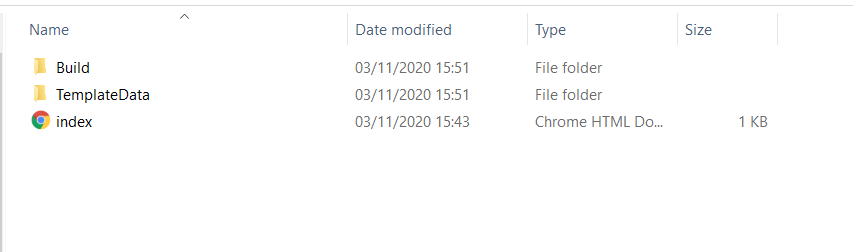 Name Date modified Type Size
Build 03/11/2020 15:51 File folder
TemplateData 03/11/2020 15:51 File folder
index 03/11/2020 15:43 Chrome HTML Do... 1 KB